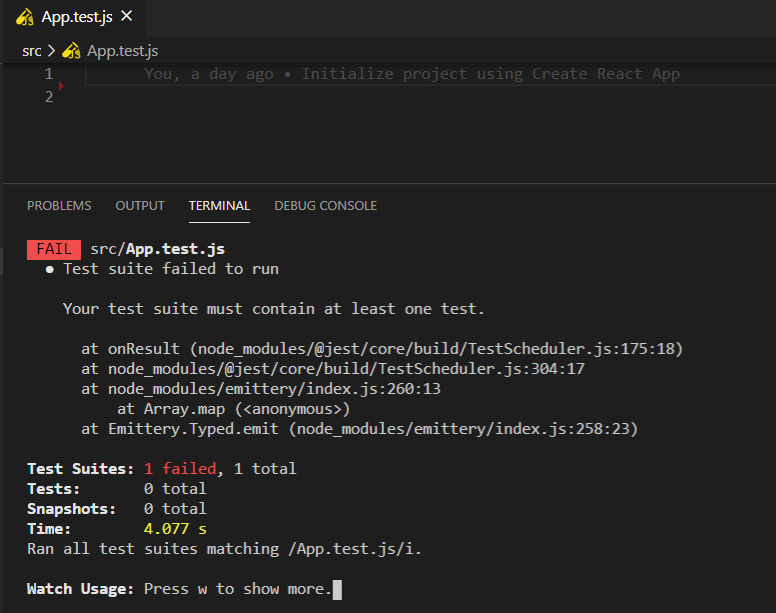 App.test.js ×
src > App.test.js
1 You, a day ago • Initialize project using Create React App
2
PROBLEMS OUTPUT TERMINAL DEBUG CONSOLE
FAIL src/App.test.js
● Test suite failed to run
Your test suite must contain at least one test.
at onResult (node_modules/@jest/core/build/TestScheduler.js:175:18)
at node_modules/@jest/core/build/TestScheduler.js:304:17
at node_modules/emittery/index.js:260:13
at Array.map (<anonymous>)
at Emittery.Typed.emit (node_modules/emittery/index.js:258:23)
Test Suites: 1 failed, 1 total
Tests: 0 total
Snapshots: 0 total
Time: 4.077 s
Ran all test suites matching /App.test.js/i.
Watch Usage: Press w to show more.